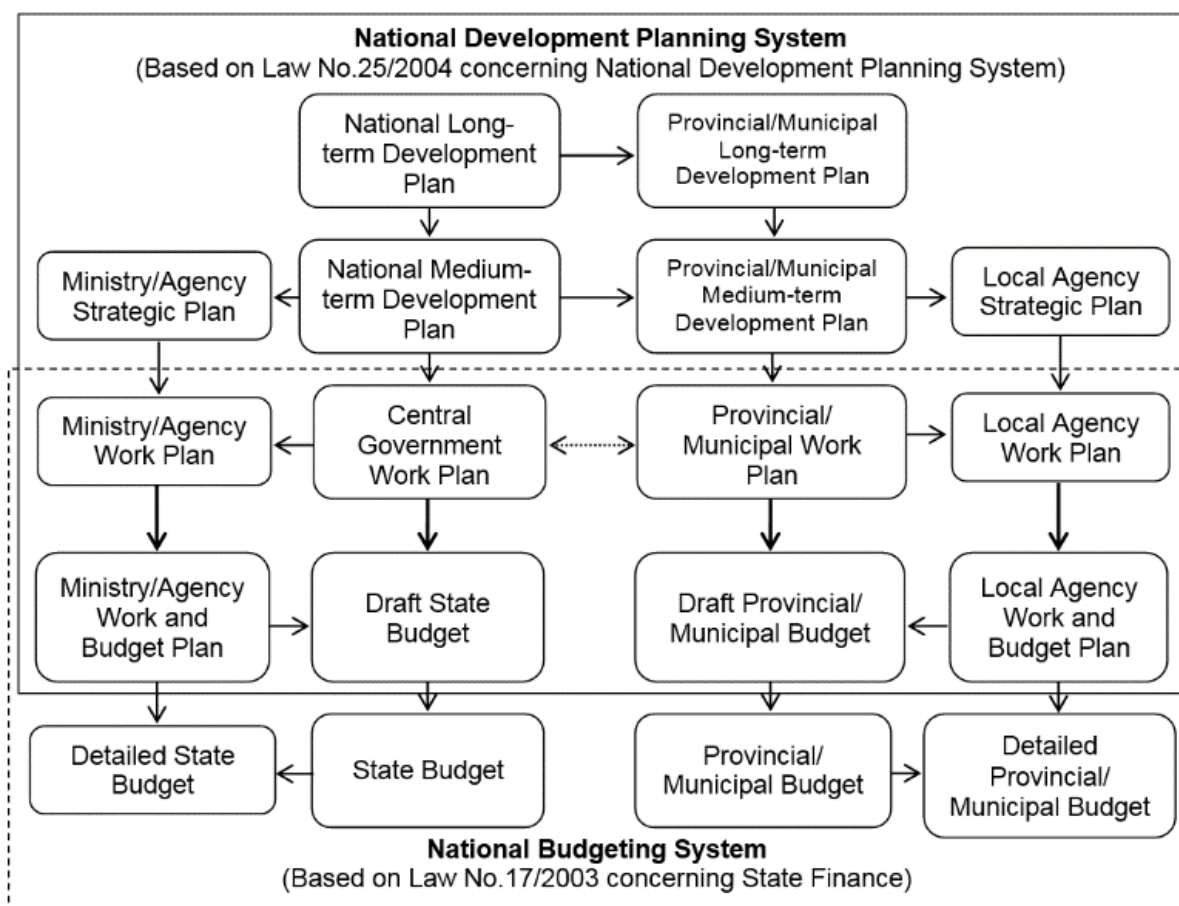 National Development Planning System
(Based on Law No.25/2004 concerning National Development Planning System)
National Long-
term Development
Plan
Provincial/Municipal
Long-term
Development Plan
Ministry/Agency
Strategic Plan
National Medium-
term Development
Plan
Provincial/Municipal
Medium-term
Development Plan
Local Agency
Strategic Plan
Ministry/Agency
Work Plan
Central
Government
Work Plan
Provincial/
Municipal Work
Plan
Local Agency
Work Plan
Ministry/Agency
Work and
Budget Plan
Draft State
Budget
Draft Provincial/
Municipal Budget
Local Agency
Work and
Budget Plan
Detailed State
Budget
State Budget
Provincial/
Municipal Budget
Detailed
Provincial/
Municipal Budget
National Budgeting System
(Based on Law No.17/2003 concerning State Finance)